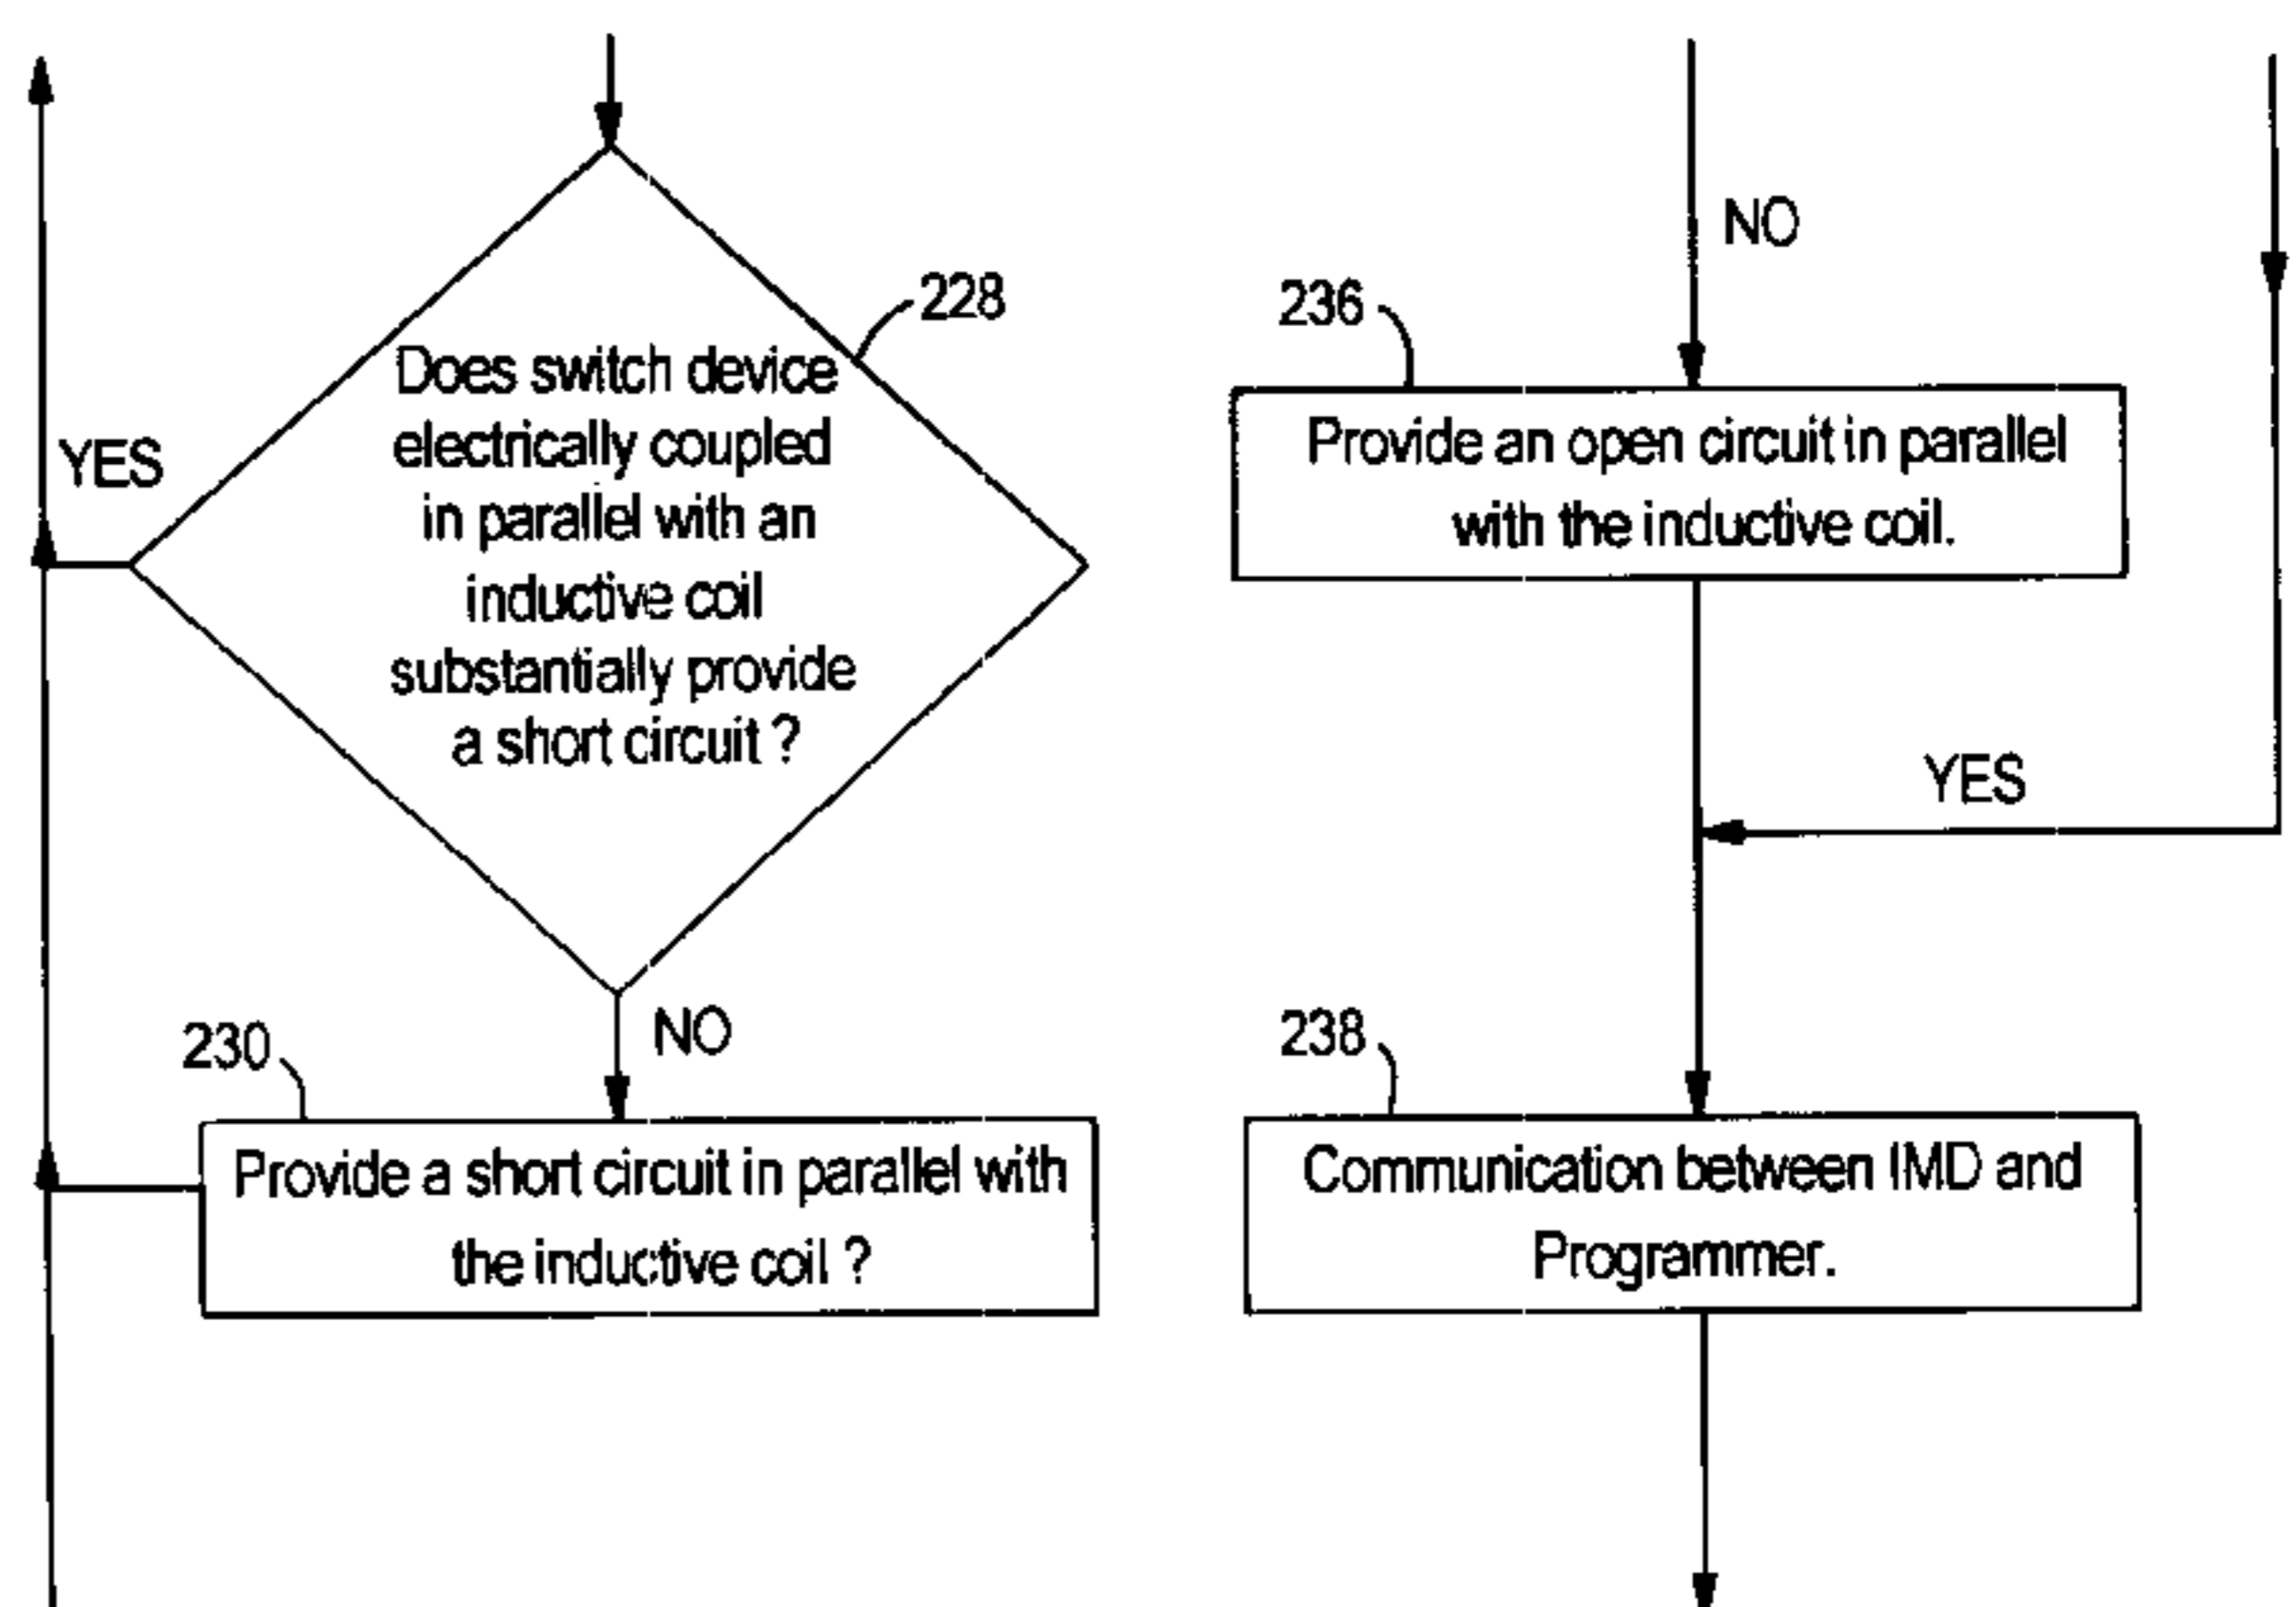 228
Does switch device
electrically coupled
in parallel with an
inductive coil
substantially provide
a short circuit ?
YES
NO
230
Provide a short circuit in parallel with
the inductive coil ?
NO
236
Provide an open circuit in parallel
with the inductive coil.
YES
238
Communication between IMD and
Programmer.